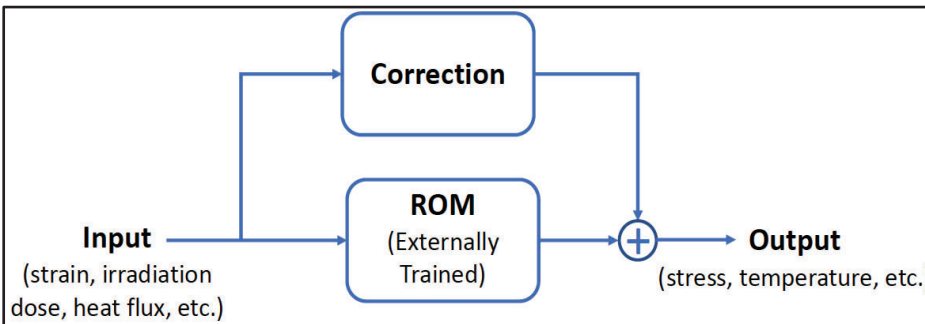 Correction
ROM
(Externally
Trained)
Input
(strain, irradiation
dose, heat flux, etc.)
+
Output
(stress, temperature, etc.)